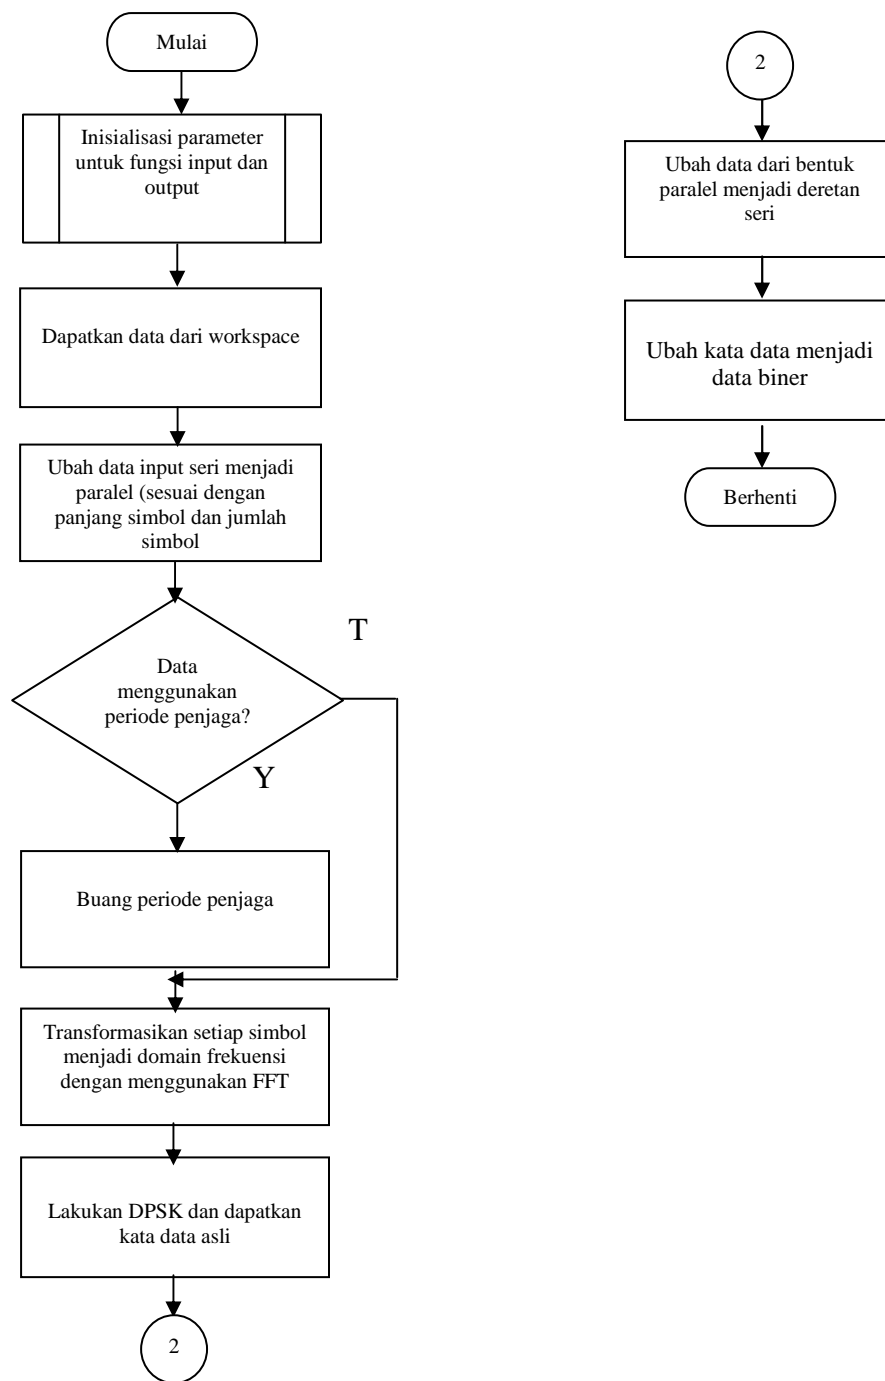 Mulai
Inisialisasi parameter
untuk fungsi input dan
output
Dapatkan data dari workspace
Ubah data input seri menjadi
paralel (sesuai dengan
panjang simbol dan jumlah
simbol
T
Data
menggunakan
periode penjaga?
Y
Buang periode penjaga
Transformasikan setiap simbol
menjadi domain frekuensi
dengan menggunakan FFT
Lakukan DPSK dan dapatkan
kata data asli
2
2
Ubah data dari bentuk
paralel menjadi deretan
seri
Ubah kata data menjadi
data biner
Berhenti